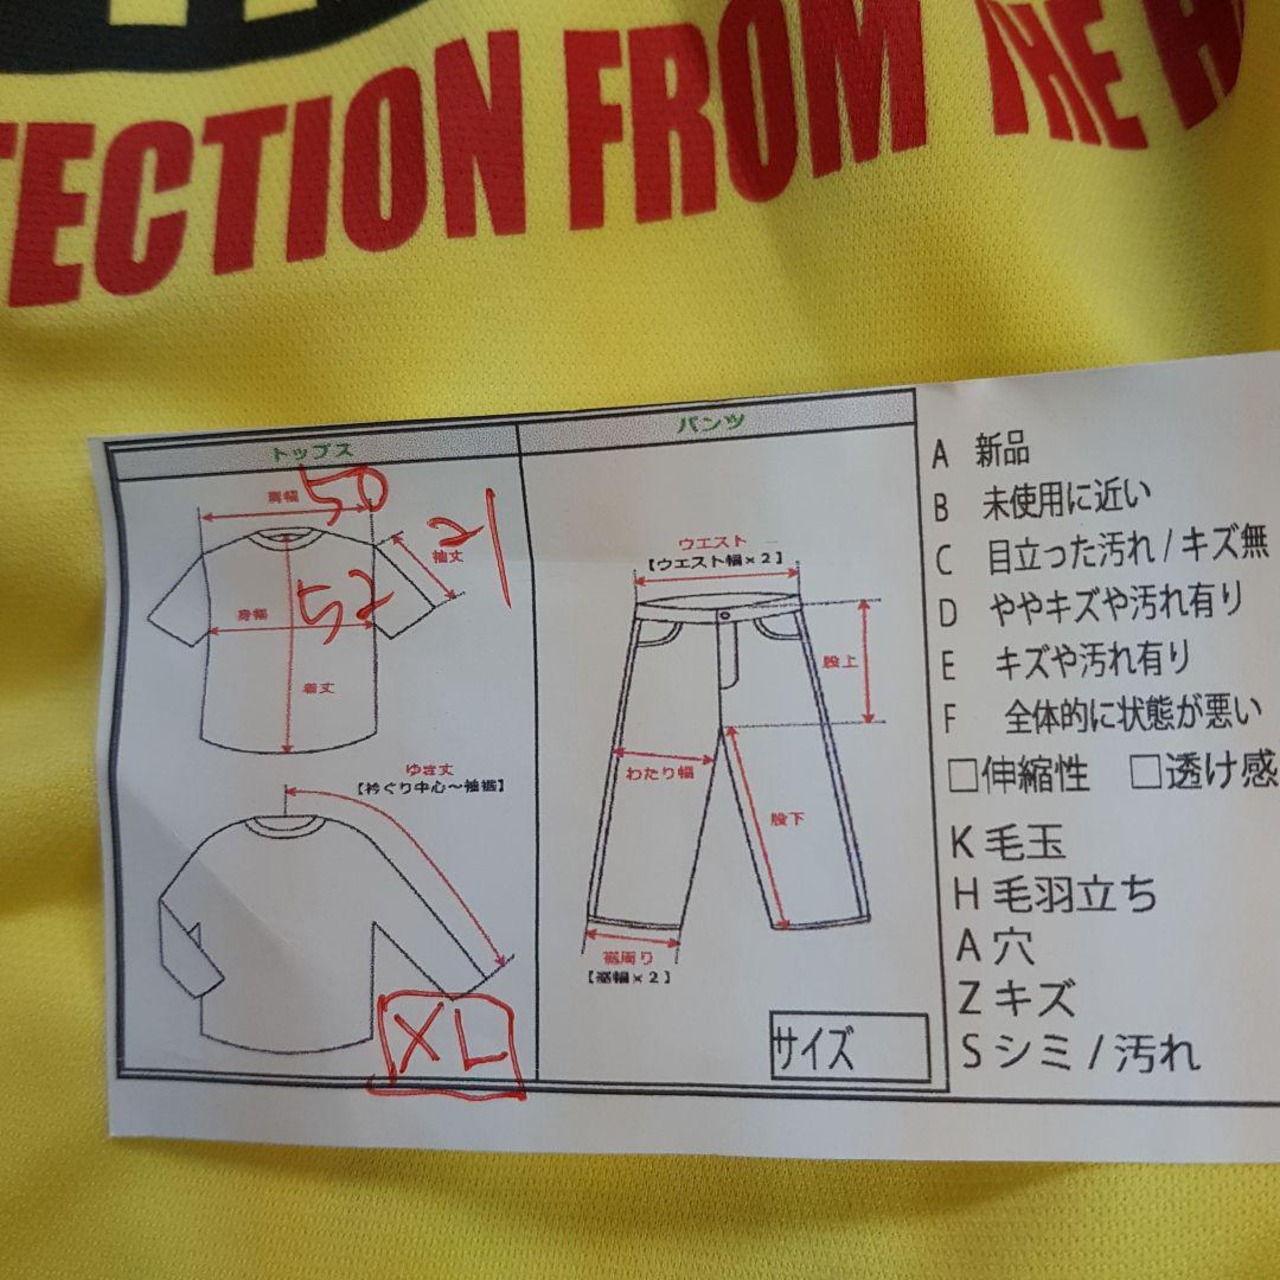 TECTION FROM THE H
トップス
パンツ
肩幅 50
袖丈 21
身幅 52
着丈
ゆき丈
【衿ぐり中心～袖裾】
XL
ウエスト
【ウエスト幅×2】
股上
わたり幅
股下
裾周り
【裾幅×2】
サイズ
A 新品
B 未使用に近い
C 目立った汚れ/キズ無
D ややキズや汚れ有り
E キズや汚れ有り
F 全体的に状態が悪い
□伸縮性 □透け感
K 毛玉
H 毛羽立ち
A 穴
Z キズ
S シミ/汚れ